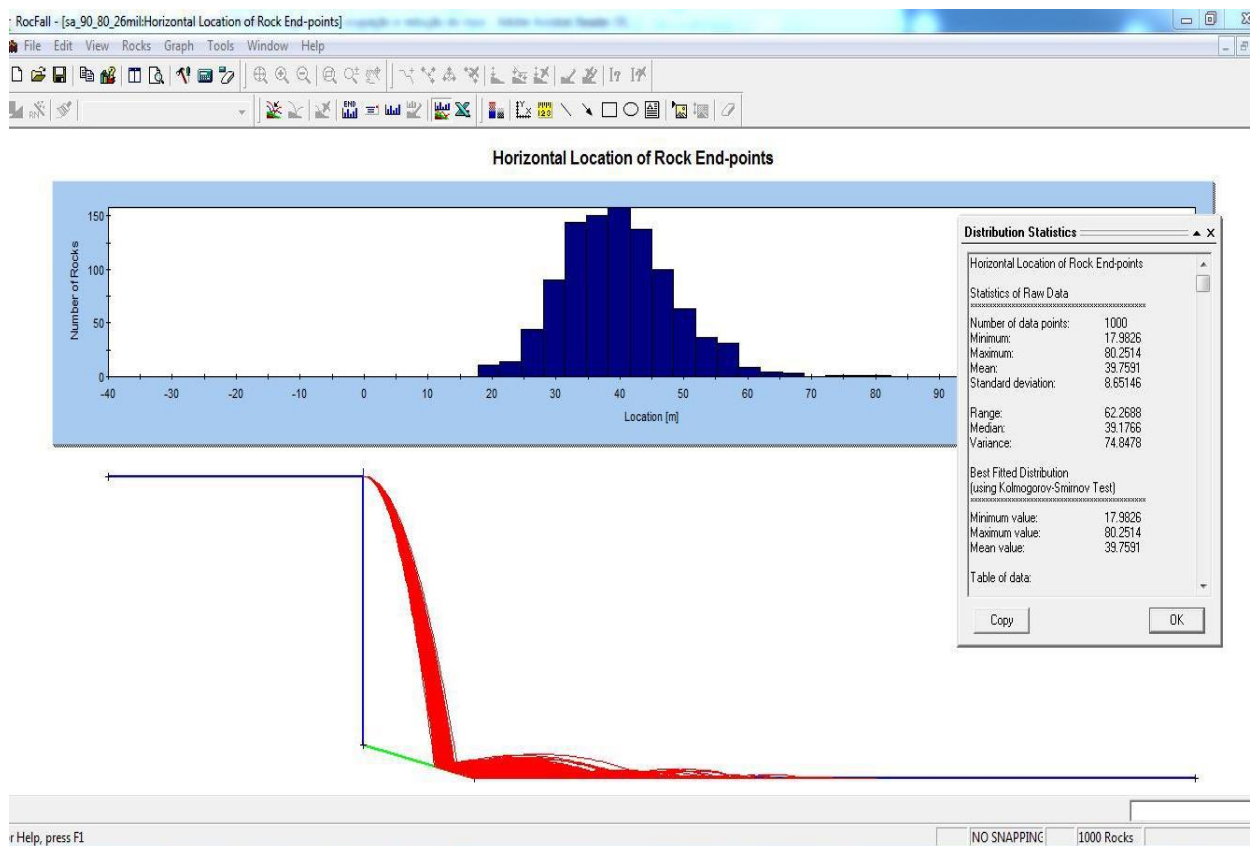 RocFall - [sa_90_80_26mil:Horizontal Location of Rock End-points]
File Edit View Rocks Graph Tools Window Help
END
Horizontal Location of Rock End-points
Number of Rocks
150
100
50
0
-40 -30 -20 -10 0 10 20 30 40 50 60 70 80 90
Location [m]
Distribution Statistics
Horizontal Location of Rock End-points
Statistics of Raw Data
Number of data points: 1000
Minimum: 17.9826
Maximum: 80.2514
Mean: 39.7591
Standard deviation: 8.65146
Range: 62.2688
Median: 39.1766
Variance: 74.8478
Best Fitted Distribution
(using Kolmogorov-Smirnov Test)
Minimum value: 17.9826
Maximum value: 80.2514
Mean value: 39.7591
Table of data:
Copy OK
r Help, press F1
NO SNAPPING 1000 Rocks